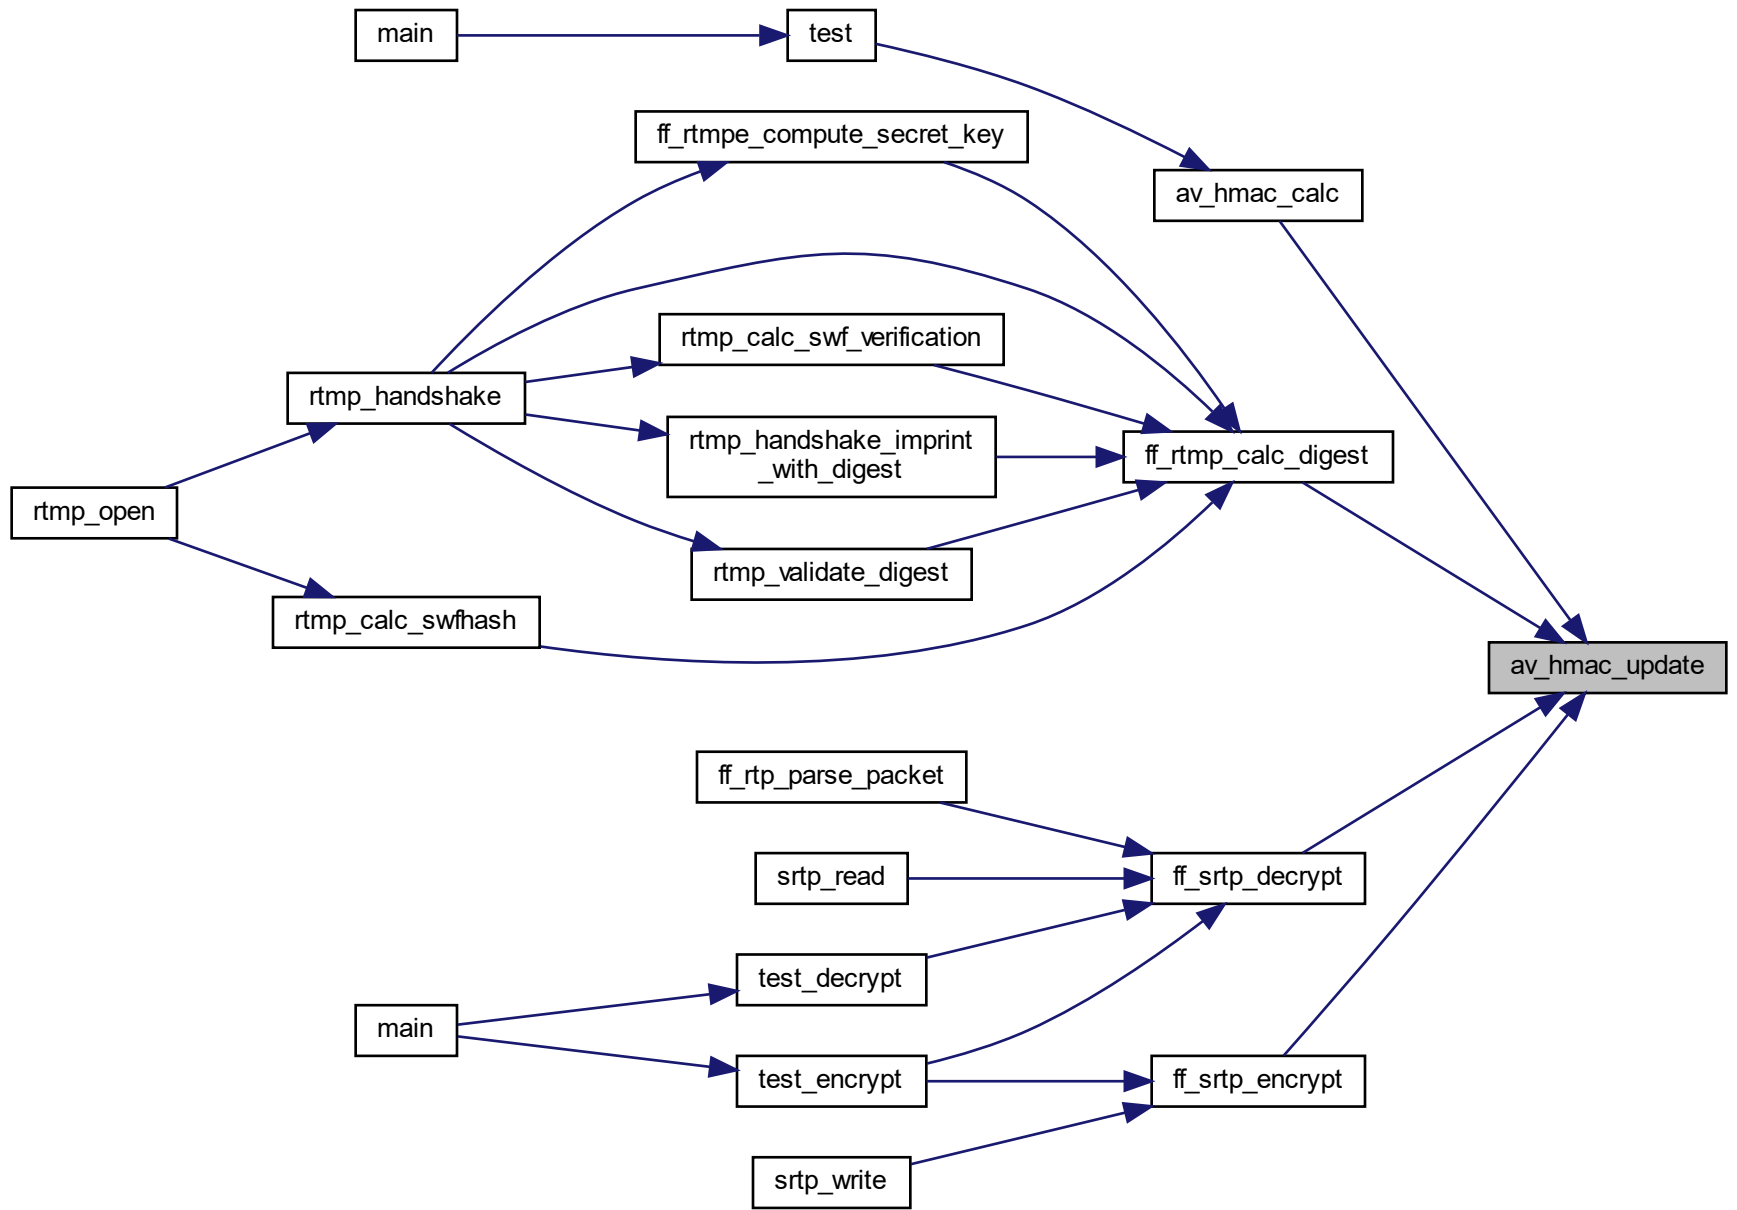 main
test
ff_rtmpe_compute_secret_key
av_hmac_calc
rtmp_calc_swf_verification
rtmp_handshake
rtmp_handshake_imprint
_with_digest
ff_rtmp_calc_digest
rtmp_open
rtmp_validate_digest
rtmp_calc_swfhash
av_hmac_update
ff_rtp_parse_packet
srtp_read
ff_srtp_decrypt
test_decrypt
main
test_encrypt
ff_srtp_encrypt
srtp_write